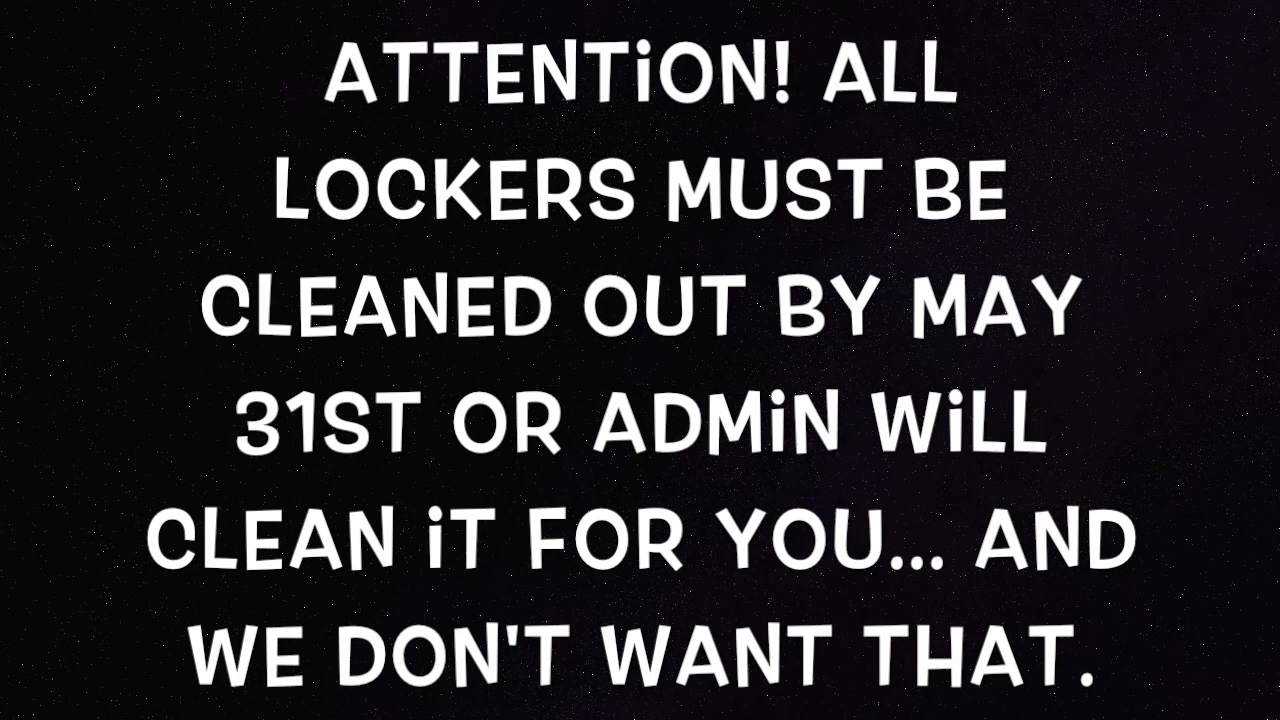 ATTENTiON! ALL
LOCKERS MUST BE
CLEANED OUT BY MAY
31ST OR ADMiN WiLL
CLEAN iT FOR YOU... AND
WE DON'T WANT THAT.